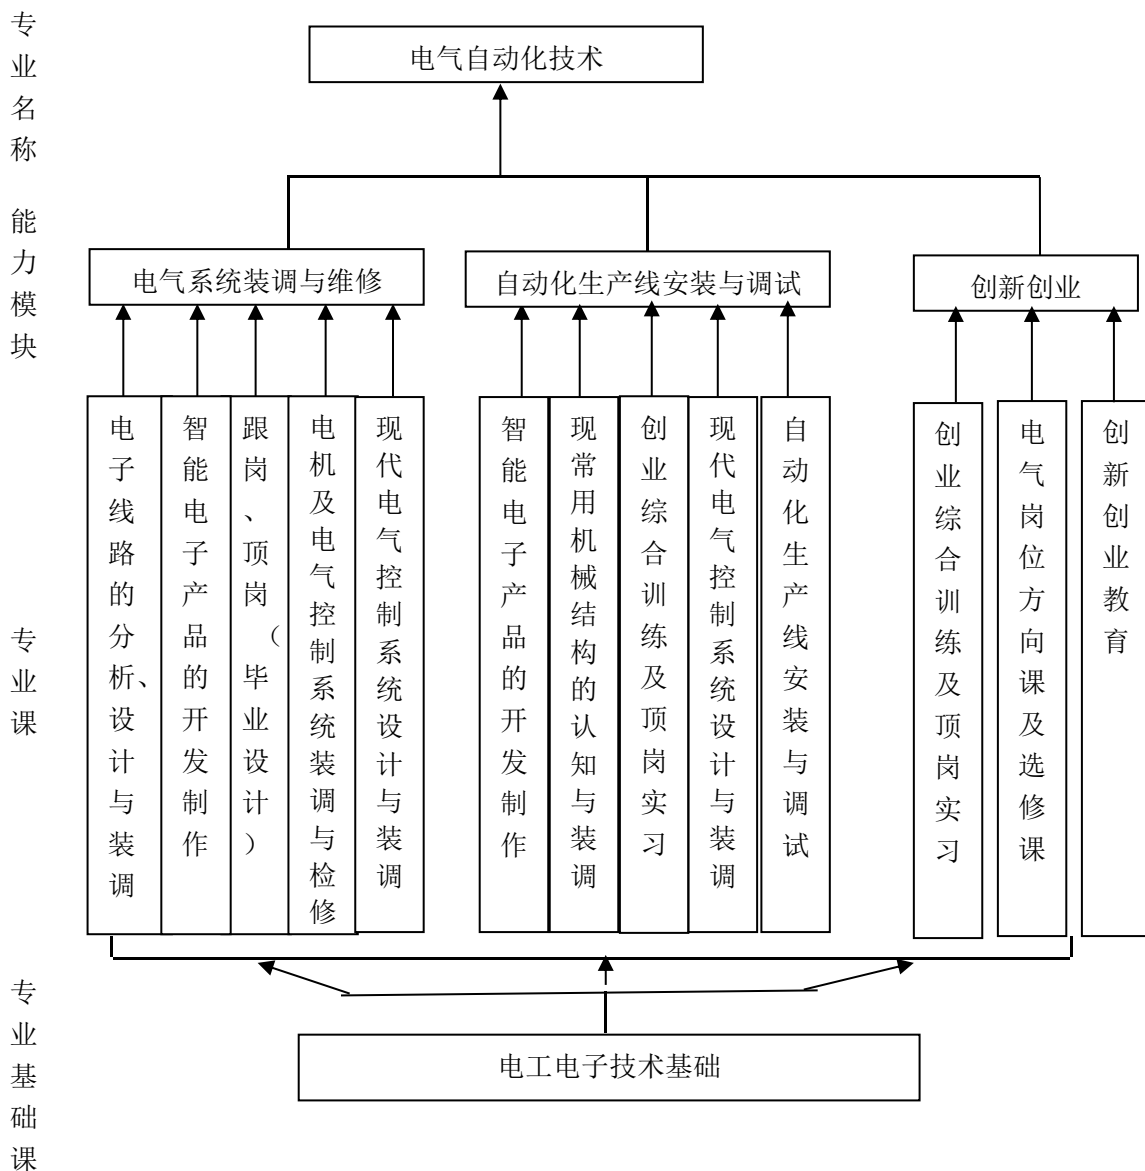 专业名称
电气自动化技术
能力模块
电气系统装调与维修
自动化生产线安装与调试
创新创业
专业课
电子线路的分析、设计与装调
智能电子产品的开发制作
跟岗、顶岗（毕业设计）
电机及电气控制系统装调与检修
现代电气控制系统设计与装调
智能电子产品的开发制作
现常用机械结构的认知与装调
创业综合训练及顶岗实习
现代电气控制系统设计与装调
自动化生产线安装与调试
创业综合训练及顶岗实习
电气岗位方向课及选修课
创新创业教育
专业基础课
电工电子技术基础